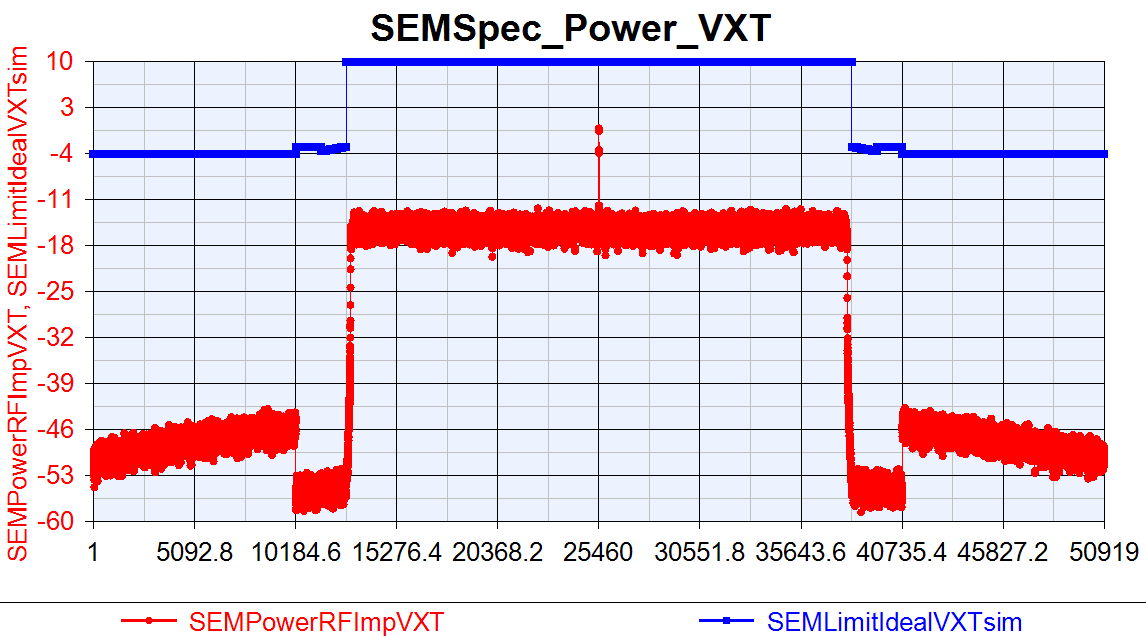 SEMSpec_Power_VXT
SEMPowerRFImpVXT, SEMLimitIdealVXTsim
10
3
-4
-11
-18
-25
-32
-39
-46
-53
-60
1 5092.8 10184.6 15276.4 20368.2 25460 30551.8 35643.6 40735.4 45827.2 50919
SEMPowerRFImpVXT SEMLimitIdealVXTsim